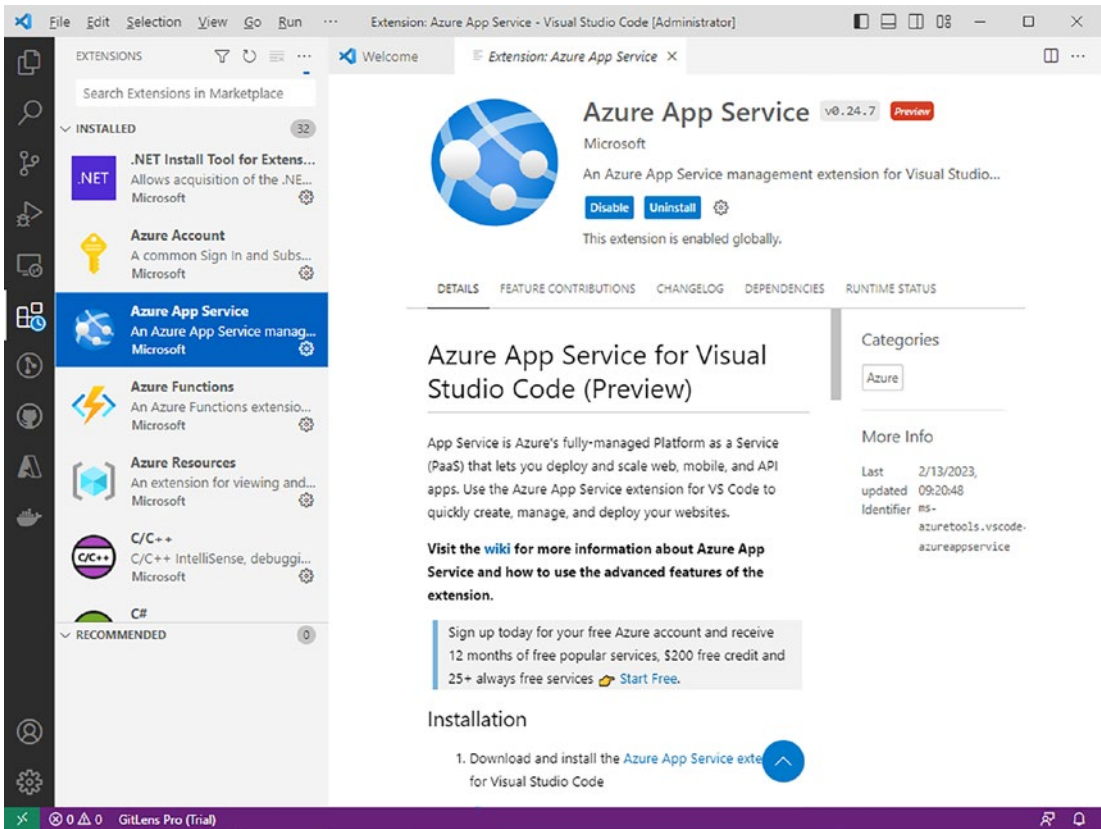 File Edit Selection View Go Run ··· Extension: Azure App Service - Visual Studio Code [Administrator]
EXTENSIONS
Search Extensions in Marketplace
INSTALLED 32
.NET
.NET Install Tool for Extens...
Allows acquisition of the .NE...
Microsoft
Azure Account
A common Sign In and Subs...
Microsoft
Azure App Service
An Azure App Service manag...
Microsoft
Azure Functions
An Azure Functions extensio...
Microsoft
Azure Resources
An extension for viewing and...
Microsoft
C/C++
C/C++
C/C++ IntelliSense, debuggi...
Microsoft
C#
RECOMMENDED 0
Welcome Extension: Azure App Service
Azure App Service v0.24.7 Preview
Microsoft
An Azure App Service management extension for Visual Studio...
Disable Uninstall
This extension is enabled globally.
DETAILS FEATURE CONTRIBUTIONS CHANGELOG DEPENDENCIES RUNTIME STATUS
Azure App Service for Visual
Studio Code (Preview)
App Service is Azure's fully-managed Platform as a Service
(PaaS) that lets you deploy and scale web, mobile, and API
apps. Use the Azure App Service extension for VS Code to
quickly create, manage, and deploy your websites.
Visit the wiki for more information about Azure App
Service and how to use the advanced features of the
extension.
Sign up today for your free Azure account and receive
12 months of free popular services, $200 free credit and
25+ always free services 👉 Start Free.
Installation
1. Download and install the Azure App Service exte
for Visual Studio Code
Categories
Azure
More Info
Last 2/13/2023,
updated 09:20:48
Identifier ms-
azuretools.vscode-
azureappservice
0 0 GitLens Pro (Trial)